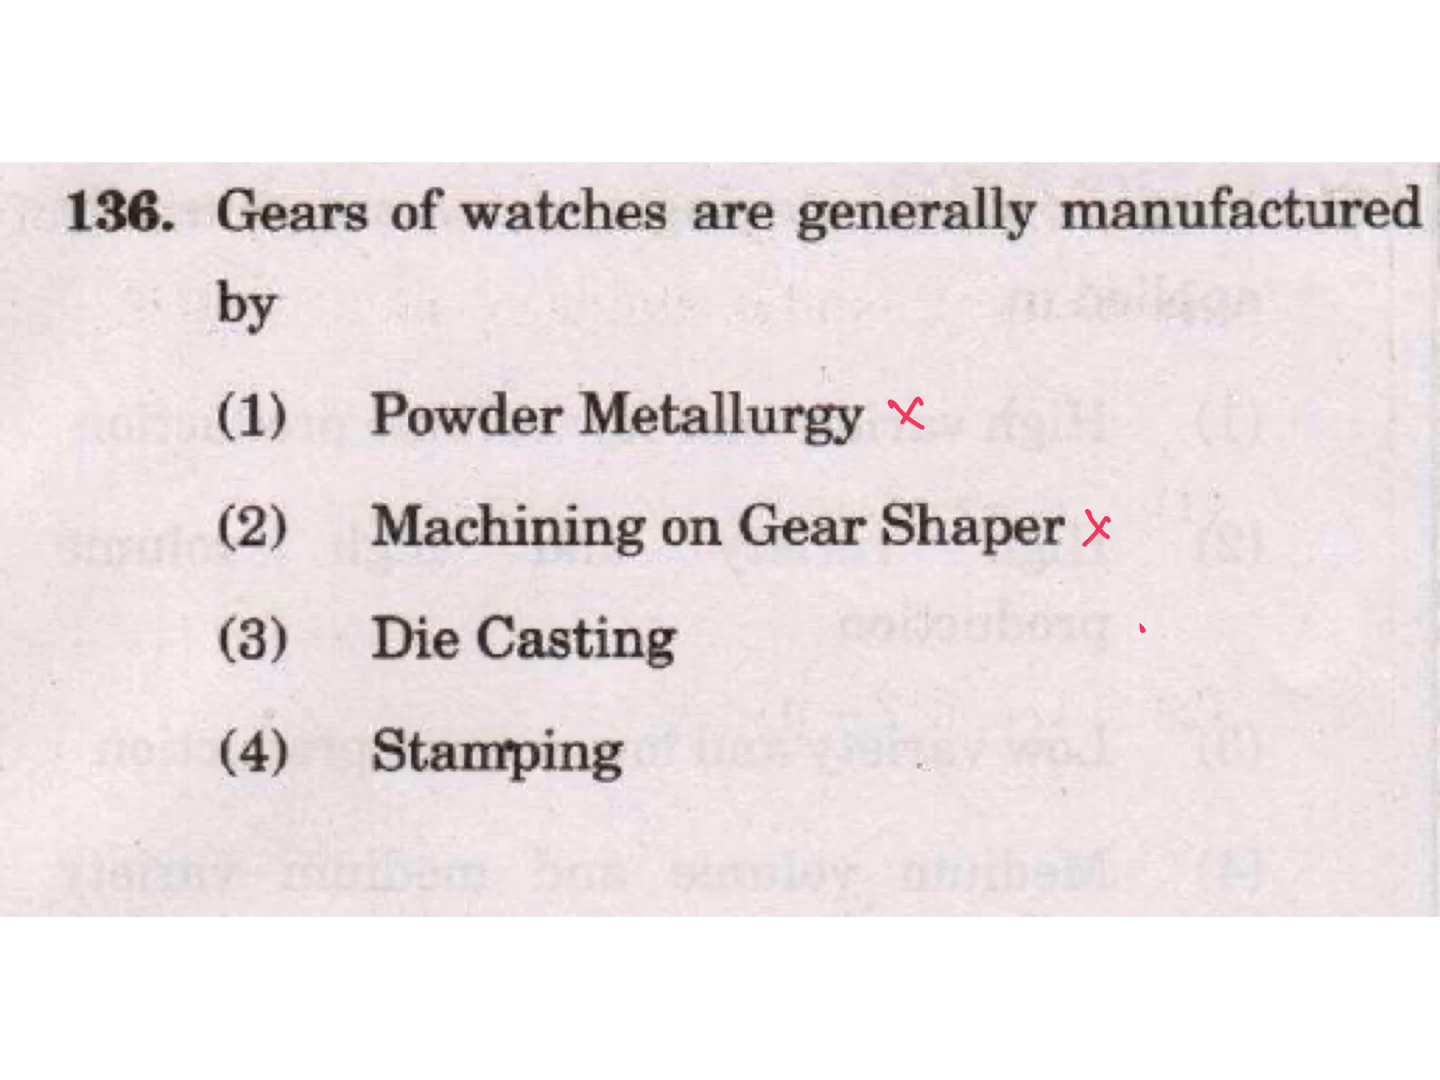 136. Gears of watches are generally manufactured
by
(1) Powder Metallurgy ×
(2) Machining on Gear Shaper ×
(3) Die Casting
(4) Stamping